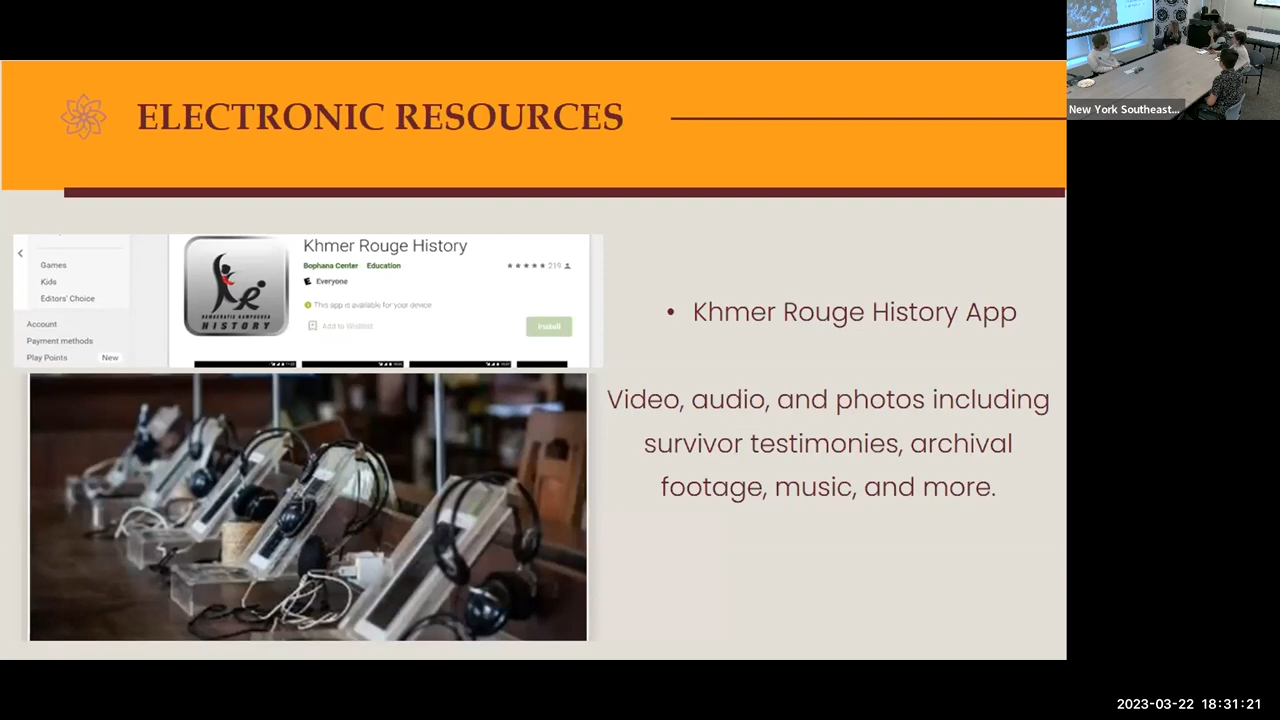 ELECTRONIC RESOURCES
New York Southeast...
Games
Kids
Editors' Choice
Account
Payment methods
Play Points New
DEMOCRATIC KAMPUCHEA
HISTORY
Khmer Rouge History
Bophana Center Education
219
Everyone
This app is available for your device
Add to Wishlist
Install
• Khmer Rouge History App
Video, audio, and photos including
survivor testimonies, archival
footage, music, and more.
2023-03-22 18:31:21